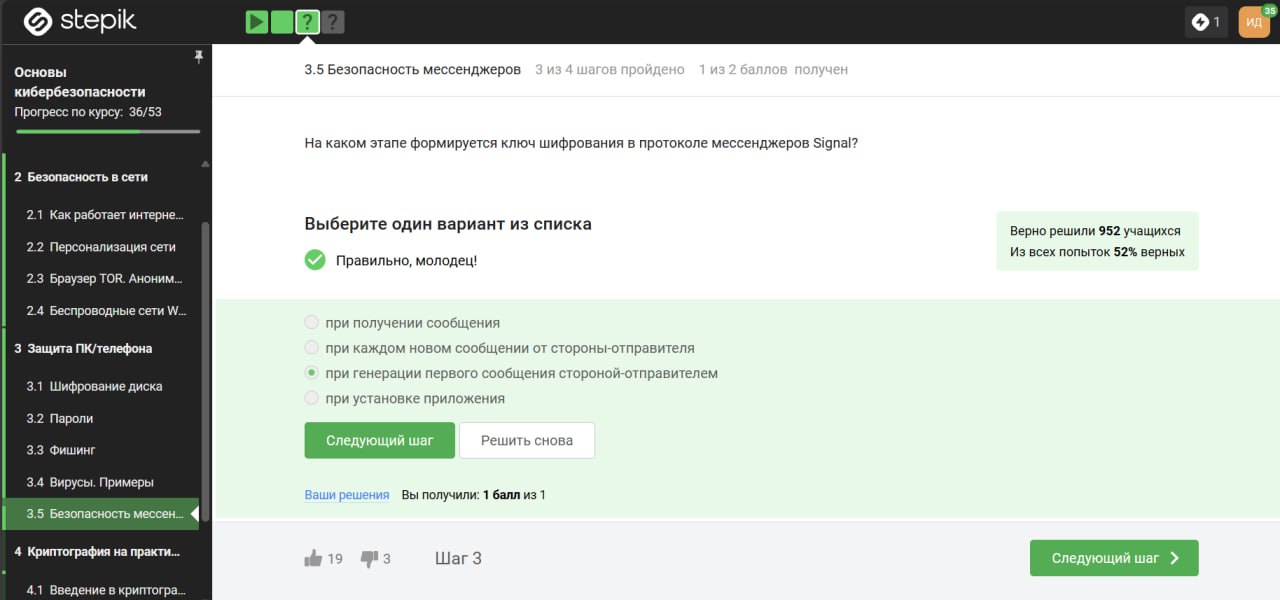 stepik
?
?
1
ИД
35
Основы
кибербезопасности
Прогресс по курсу: 36/53
2 Безопасность в сети
2.1 Как работает интерне...
2.2 Персонализация сети
2.3 Браузер TOR. Аноним...
2.4 Беспроводные сети W...
3 Защита ПК/телефона
3.1 Шифрование диска
3.2 Пароли
3.3 Фишинг
3.4 Вирусы. Примеры
3.5 Безопасность мессен...
4 Криптография на практи...
4.1 Введение в криптогра...
3.5 Безопасность мессенджеров 3 из 4 шагов пройдено 1 из 2 баллов получен
На каком этапе формируется ключ шифрования в протоколе мессенджеров Signal?
Выберите один вариант из списка
Правильно, молодец!
Верно решили 952 учащихся
Из всех попыток 52% верных
при получении сообщения
при каждом новом сообщении от стороны-отправителя
при генерации первого сообщения стороной-отправителем
при установке приложения
Следующий шаг
Решить снова
Ваши решения Вы получили: 1 балл из 1
19
3
Шаг 3
Следующий шаг